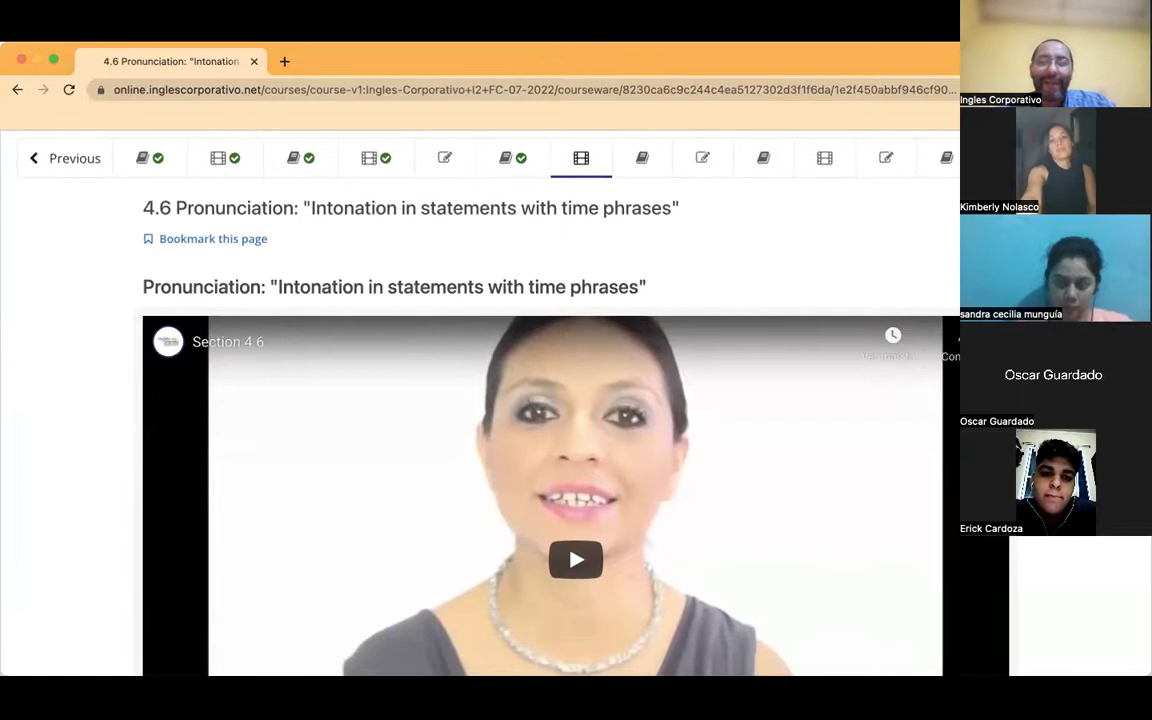 4.6 Pronunciation: "Intonation
online.inglescorporativo.net/courses/course-v1:Ingles-Corporativo+I2+FC-07-2022/courseware/8230ca6c9c244c4ea5127302d3f1f6da/1e2f450abbf946cf90...
Previous
4.6 Pronunciation: "Intonation in statements with time phrases"
Bookmark this page
Pronunciation: "Intonation in statements with time phrases"
Section 4 6
Ingles Corporativo
Kimberly Nolasco
sandra cecilia munguía
Oscar Guardado
Oscar Guardado
Erick Cardoza